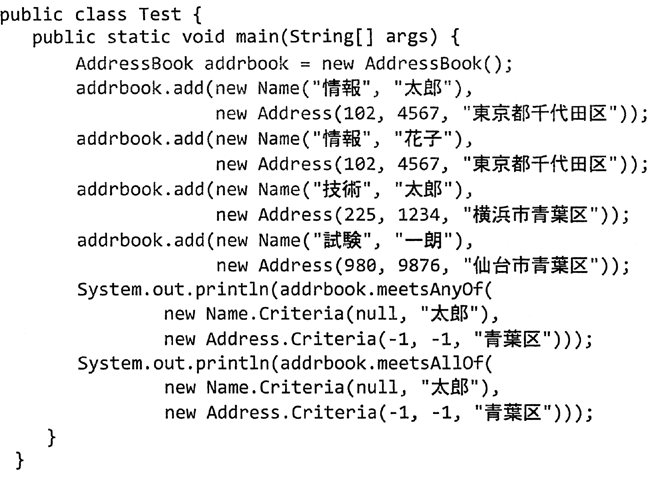 public class Test {
public static void main(String[] args) {
AddressBook addrbook = new AddressBook();
addrbook.add(new Name("情報", "太郎"),
new Address(102, 4567, "東京都千代田区"));
addrbook.add(new Name("情報", "花子"),
new Address(102, 4567, "東京都千代田区"));
addrbook.add(new Name("技術", "太郎"),
new Address(225, 1234, "横浜市青葉区"));
addrbook.add(new Name("試験", "一朗"),
new Address(980, 9876, "仙台市青葉区"));
System.out.println(addrbook.meetsAnyOf(
new Name.Criteria(null, "太郎"),
new Address.Criteria(-1, -1, "青葉区")));
System.out.println(addrbook.meetsAllOf(
new Name.Criteria(null, "太郎"),
new Address.Criteria(-1, -1, "青葉区")));
}
}